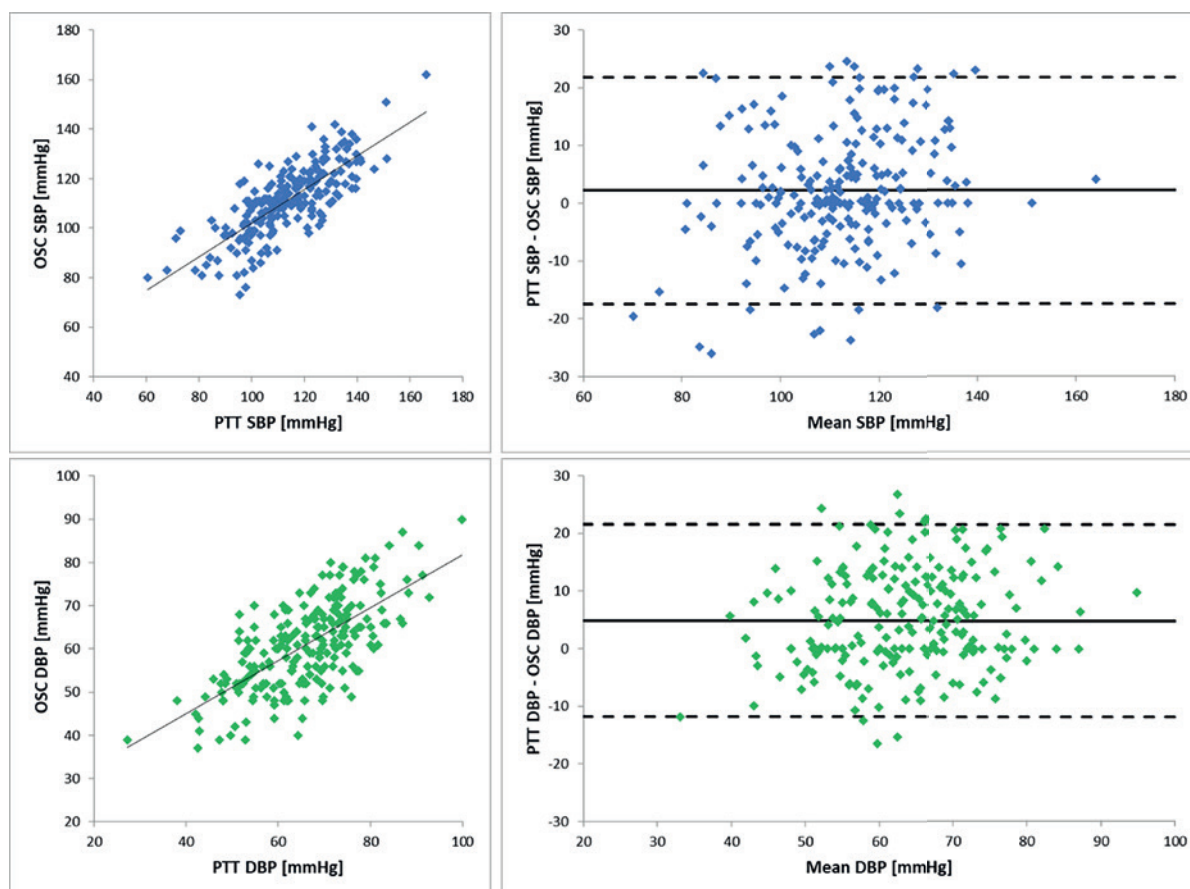 180
160
140
120
100
80
60
40
OSC SBP [mmHg]
40 60 80 100 120 140 160 180
PTT SBP [mmHg]
30
20
10
0
-10
-20
-30
PTT SBP - OSC SBP [mmHg]
60 80 100 120 140 160 180
Mean SBP [mmHg]
100
90
80
70
60
50
40
30
20
OSC DBP [mmHg]
20 40 60 80 100
PTT DBP [mmHg]
30
20
10
0
-10
-20
-30
PTT DBP - OSC DBP [mmHg]
20 30 40 50 60 70 80 90 100
Mean DBP [mmHg]